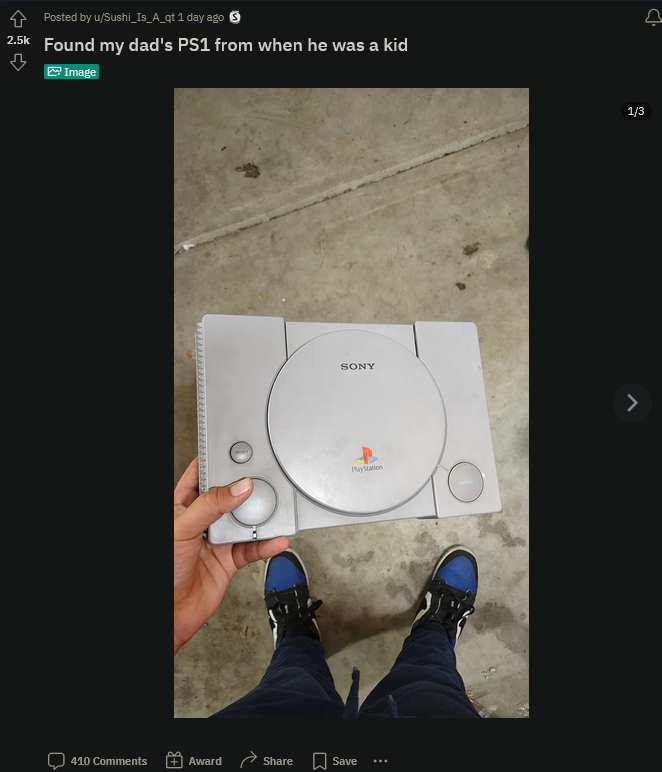 Posted by u/Sushi_Is_A_qt 1 day ago
2.5k
Found my dad's PS1 from when he was a kid
Image
1/3
SONY
PlayStation
OPEN
410 Comments
Award
Share
Save